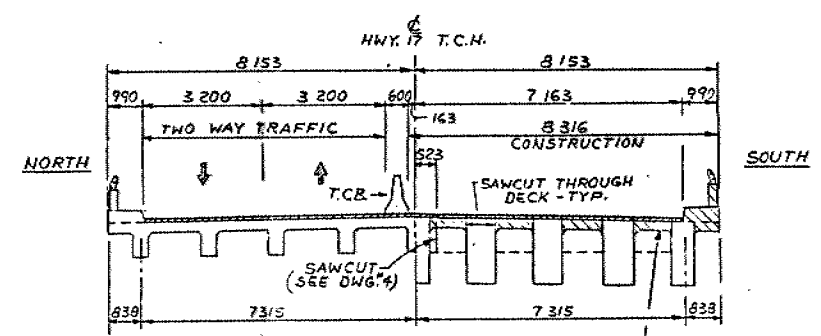 ℄
HWY. 17 T.C.H.
8 153 8 153
990 3 200 3 200 600 7 163 990
163
TWO WAY TRAFFIC
8 316
CONSTRUCTION
NORTH
523
SOUTH
T.C.B.
SAWCUT THROUGH
DECK - TYP.
SAWCUT
(SEE DWG. #4)
838 7315 7 315 838